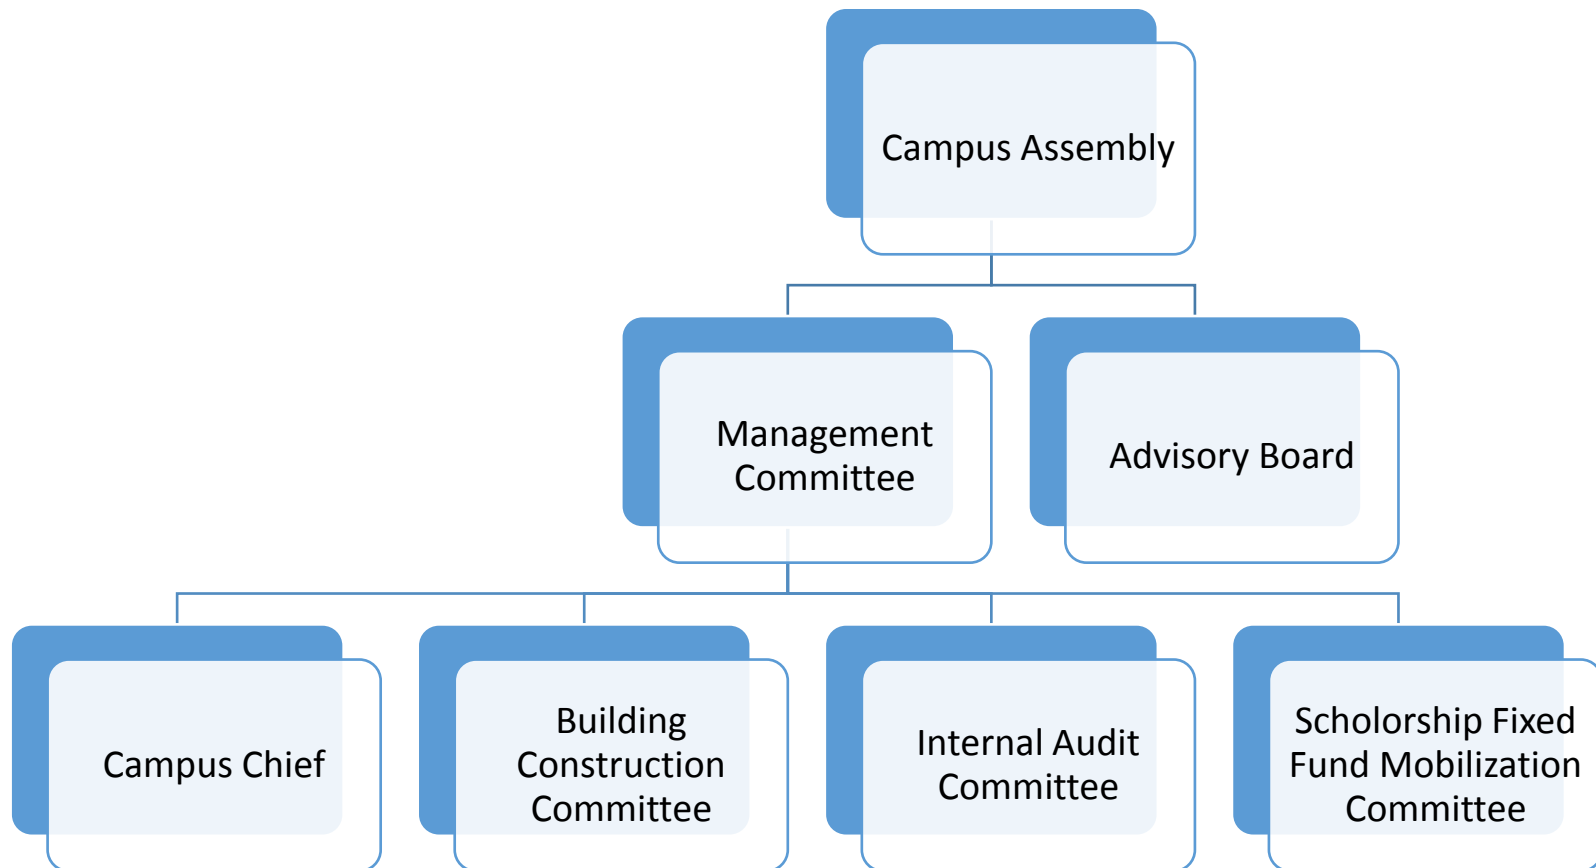 Campus Assembly
Management
Committee
Advisory Board
Campus Chief
Building
Construction
Committee
Internal Audit
Committee
Scholorship Fixed
Fund Mobilization
Committee